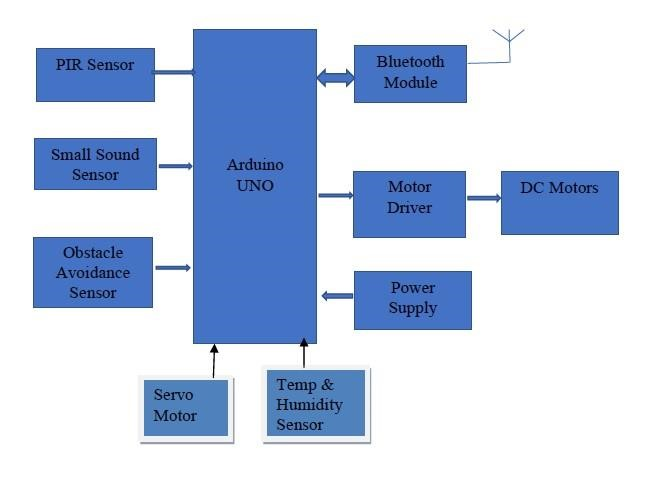 PIR Sensor
Bluetooth
Module
Small Sound
Sensor
Arduino
UNO
Motor
Driver
DC Motors
Obstacle
Avoidance
Sensor
Power
Supply
Servo
Motor
Temp &
Humidity
Sensor